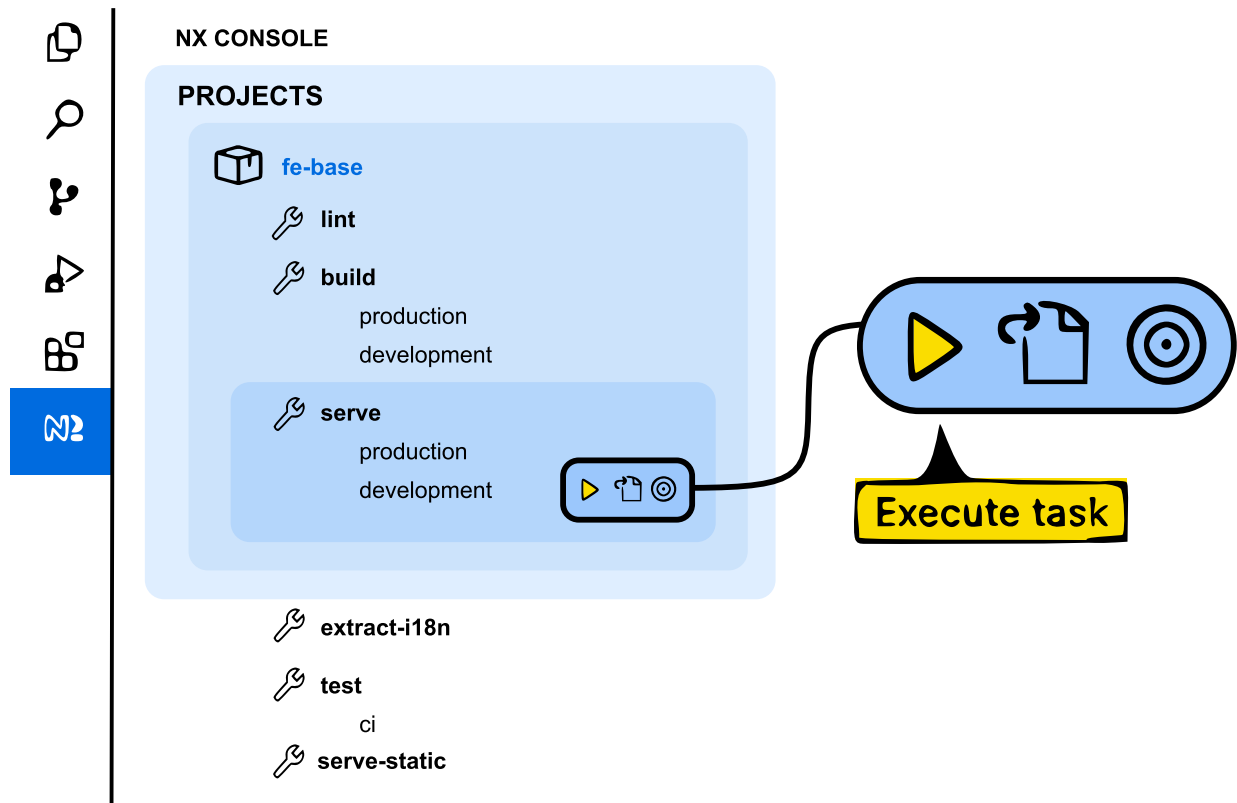 NX CONSOLE
PROJECTS
fe-base
lint
build
production
development
serve
production
development
Execute task
extract-i18n
test
ci
serve-static